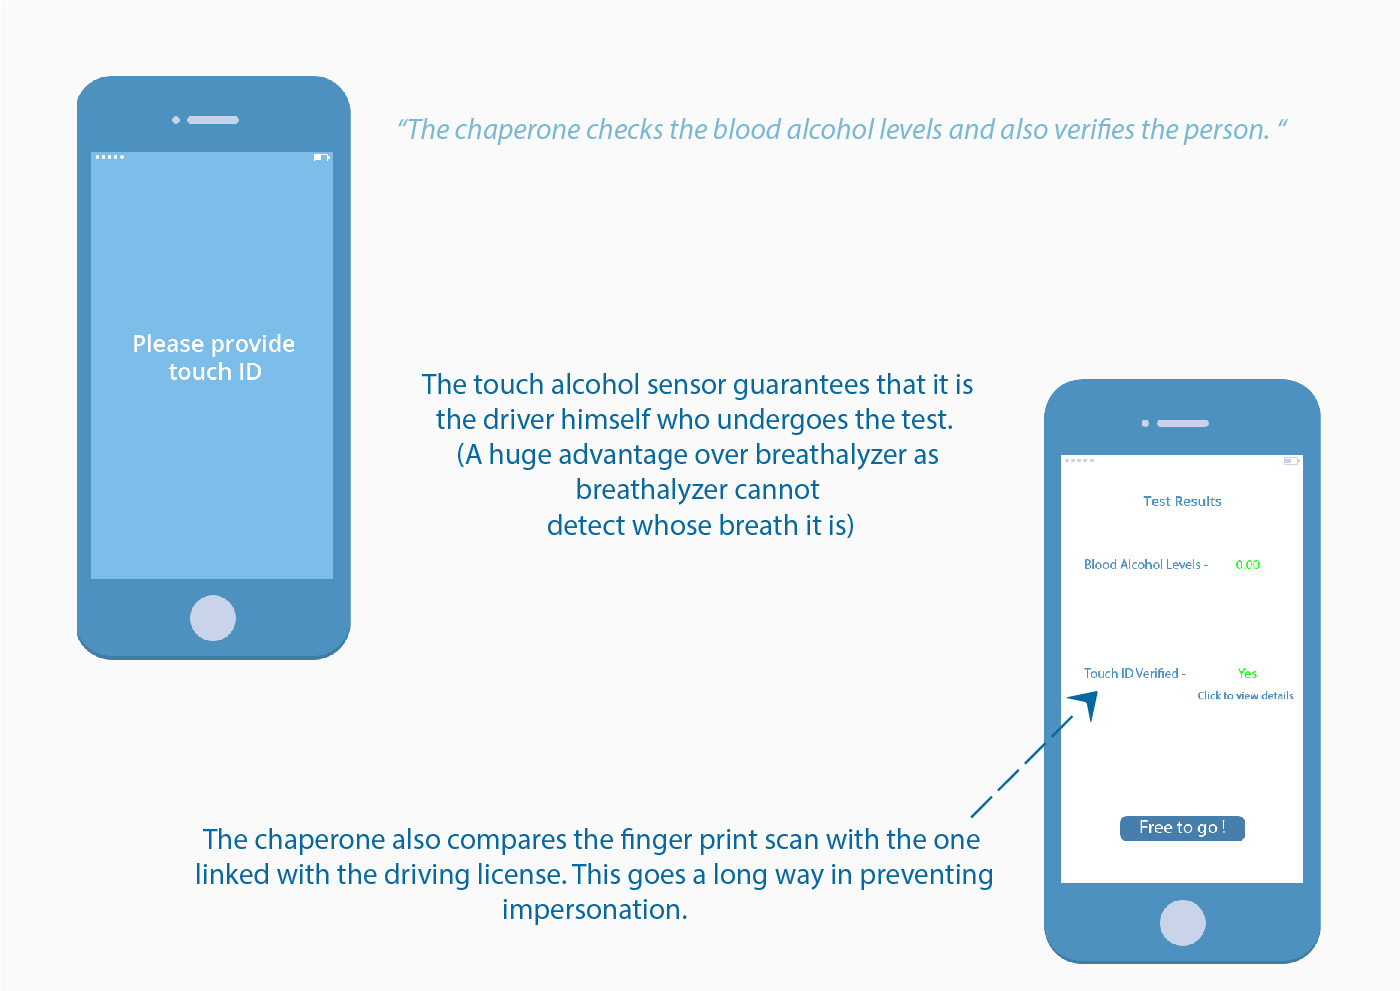 “The chaperone checks the blood alcohol levels and also verifies the person. “
Please provide
touch ID
The touch alcohol sensor guarantees that it is
the driver himself who undergoes the test.
(A huge advantage over breathalyzer as
breathalyzer cannot
detect whose breath it is)
Test Results
Blood Alcohol Levels - 0.00
Touch ID Verified - Yes
Click to view details
Free to go !
The chaperone also compares the finger print scan with the one
linked with the driving license. This goes a long way in preventing
impersonation.